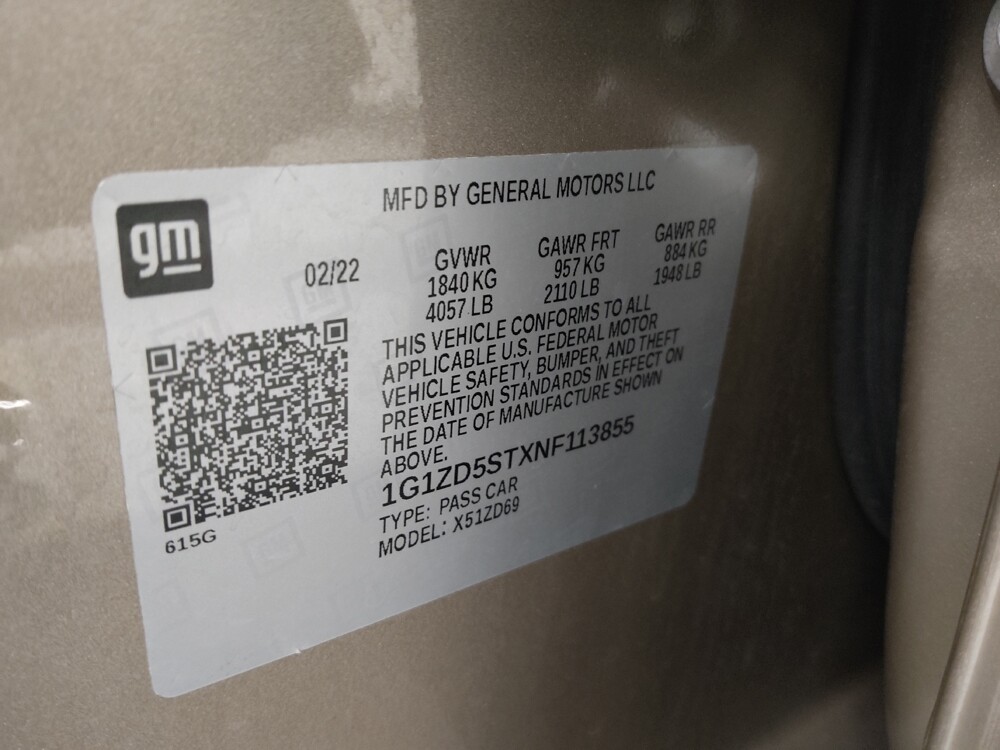 gm
MFD BY GENERAL MOTORS LLC
02/22
GVWR
1840 KG
4057 LB
GAWR FRT
957 KG
2110 LB
GAWR RR
884 KG
1948 LB
THIS VEHICLE CONFORMS TO ALL
APPLICABLE U.S. FEDERAL MOTOR
VEHICLE SAFETY, BUMPER, AND THEFT
PREVENTION STANDARDS IN EFFECT ON
THE DATE OF MANUFACTURE SHOWN
ABOVE.
1G1ZD5STXNF113855
TYPE: PASS CAR
MODEL: X51ZD69
615G